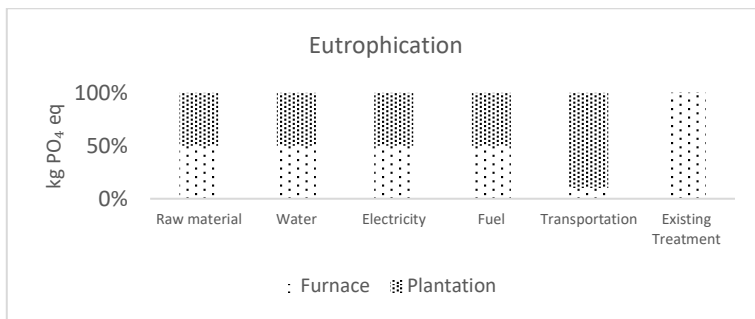 Eutrophication
kg PO₄ eq
100%
50%
0%
Raw material
Water
Electricity
Fuel
Transportation
Existing
Treatment
Furnace
Plantation